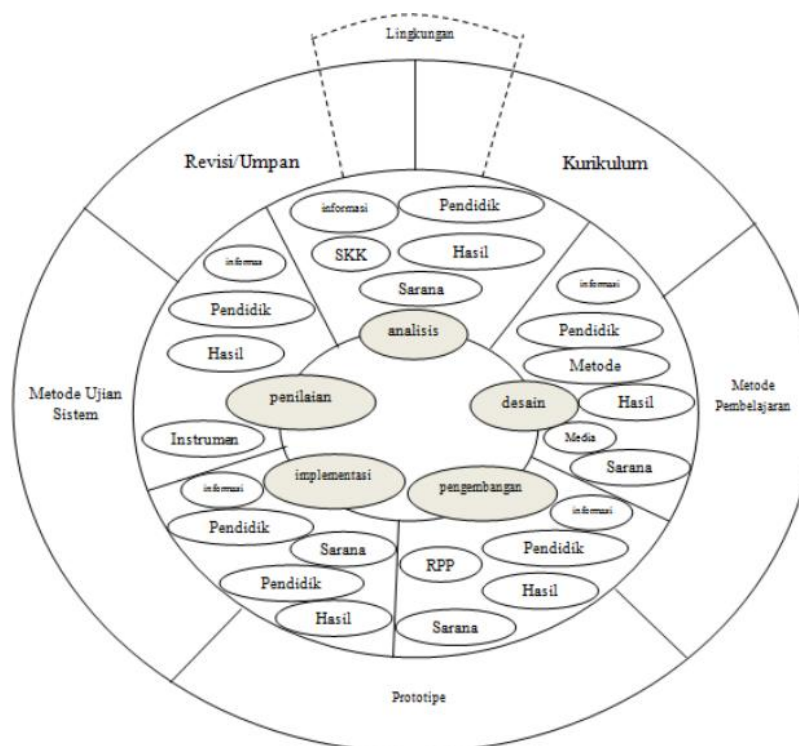 Lingkungan
Revisi/Umpan
Kurikulum
informasi
Pendidik
SKK
Hasil
Sarana
analisis
informas
Pendidik
Hasil
penilaian
Instrumen
informasi
Pendidik
Metode
desain
Hasil
Media
Sarana
Metode Ujian
Sistem
Metode
Pembelajaran
implementasi
informasi
Pendidik
Sarana
Pendidik
Hasil
pengembangan
informasi
Pendidik
RPP
Hasil
Sarana
Prototipe